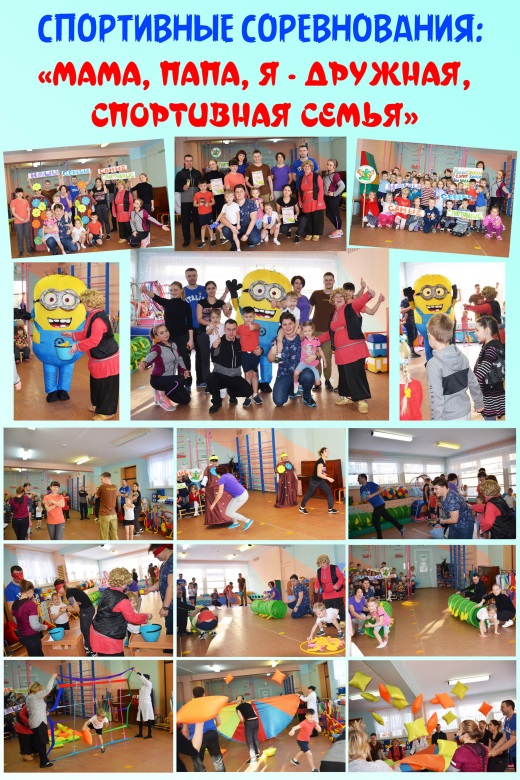 СПОРТИВНЫЕ СОРЕВНОВАНИЯ:
«МАМА, ПАПА, Я - ДРУЖНАЯ,
СПОРТИВНАЯ СЕМЬЯ»